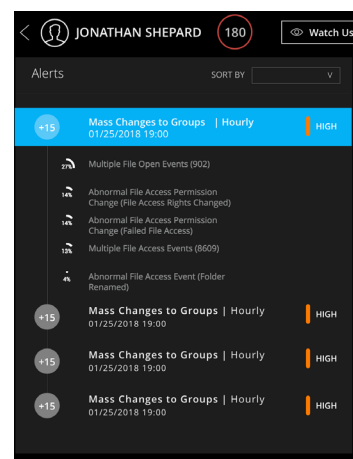 < JONATHAN SHEPARD 180 Watch Us
Alerts SORT BY V
+15 Mass Changes to Groups | Hourly HIGH
01/25/2018 19:00
27% Multiple File Open Events (902)
14% Abnormal File Access Permission
Change (File Access Rights Changed)
14% Abnormal File Access Permission
Change (Failed File Access)
13% Multiple File Access Events (8609)
4% Abnormal File Access Event (Folder
Renamed)
+15 Mass Changes to Groups | Hourly HIGH
01/25/2018 19:00
+15 Mass Changes to Groups | Hourly HIGH
01/25/2018 19:00
+15 Mass Changes to Groups | Hourly HIGH
01/25/2018 19:00